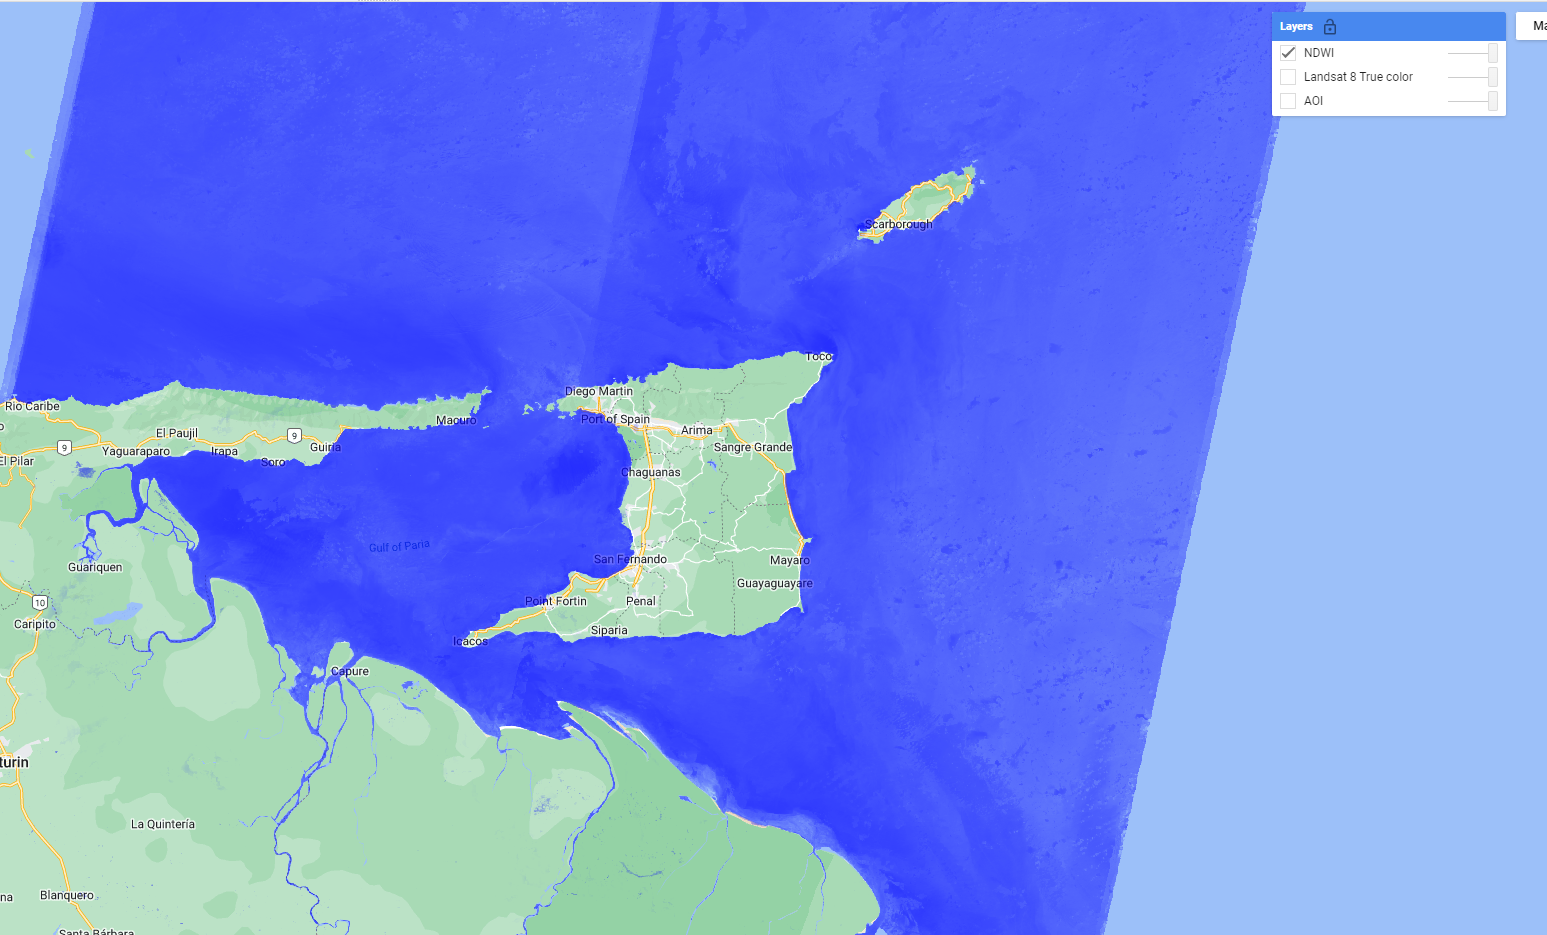 Layers
Ma
NDWI
Landsat 8 True color
AOI
Scarborough
Toco
Diego Martin
Rio Caribe
Macuro
Port of Spain
Arima
El Paujil
9
9
Guiria
Sangre Grande
Yaguaraparo
Irapa
El Pilar
Soro
Chaguanas
Gulf of Paria
San Fernando
Mayaro
Guariquen
Guayaguayare
10
Point Fortin
Penal
Caripito
Siparia
Icacos
Capure
turin
La Quintería
Blanquero
na
Santa Bárbara